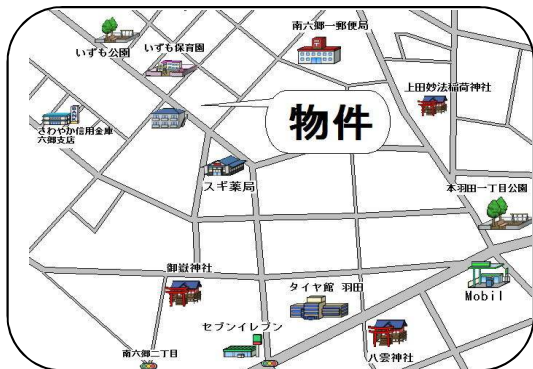 南六郷一郵便局
いずも公園
いずも保育園
上田妙法稲荷神社
物件
さわやか信用金庫
六郷支店
スギ薬局
本羽田一丁目公園
御嶽神社
タイヤ館 羽田
Mobil
セブンイレブン
南六郷二丁目
八雲神社